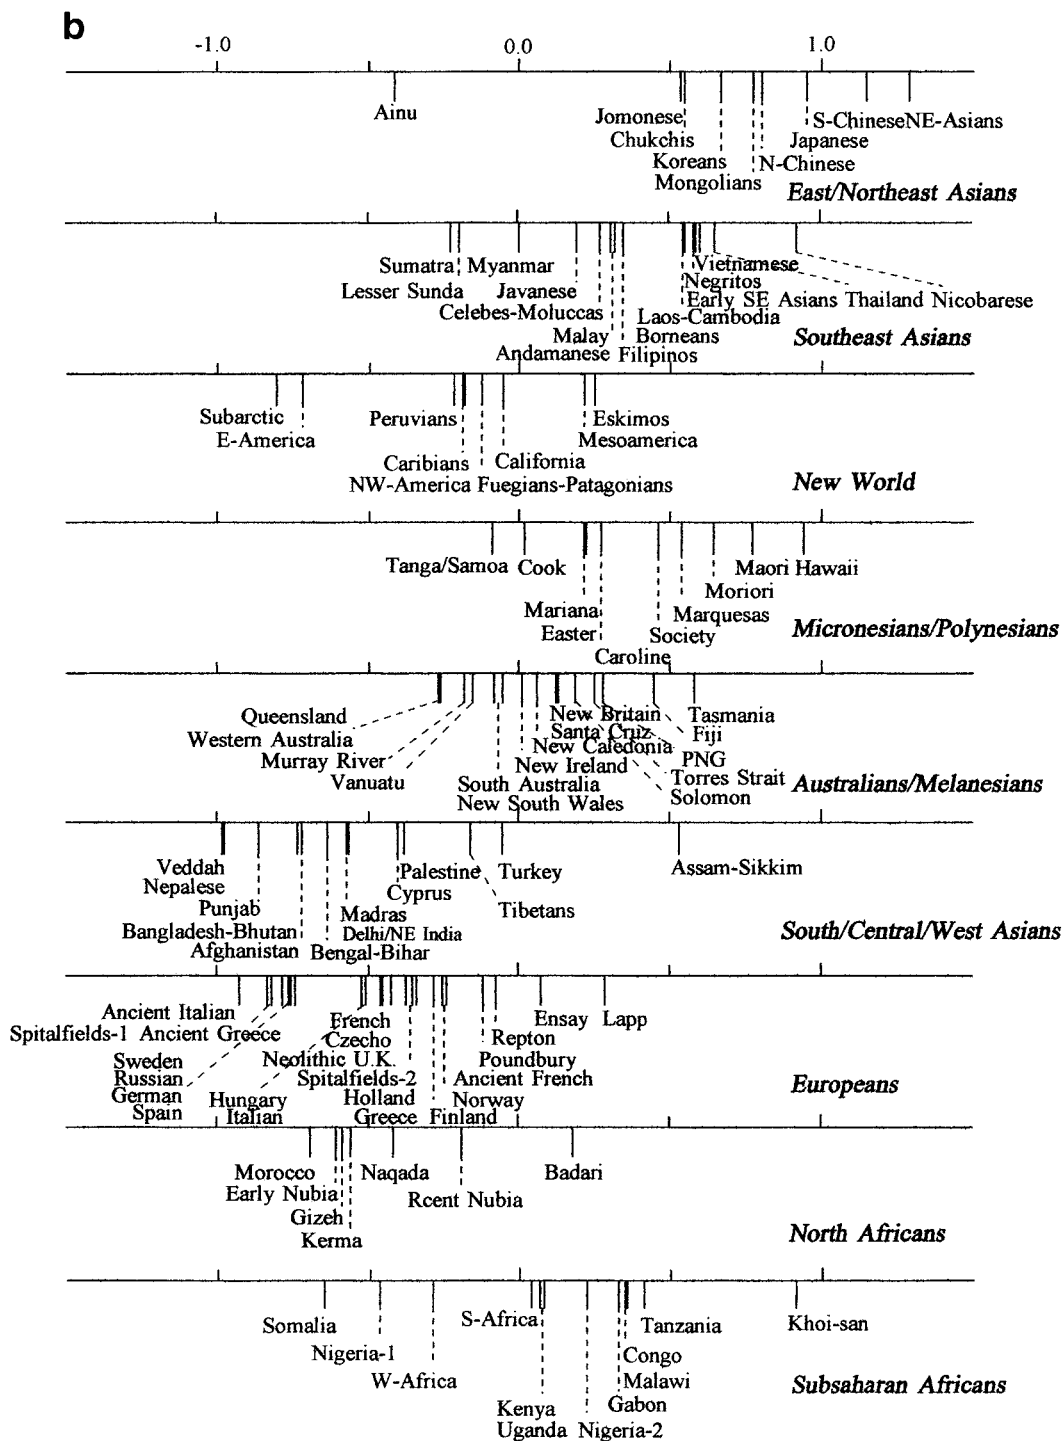 b
-1.0 0.0 1.0
Ainu
Jomonese S-Chinese NE-Asians
Chukchis Japanese
Koreans N-Chinese
Mongolians
East/Northeast Asians
Sumatra Myanmar Vietnamese
Negritos
Lesser Sunda Javanese Early SE Asians Thailand Nicobarese
Celebes-Moluccas Laos-Cambodia
Malay Borneans Southeast Asians
Andamanese Filipinos
Subarctic Peruvians Eskimos
E-America Mesoamerica
Caribians California
NW-America Fuegians-Patagonians New World
Tanga/Samoa Cook Maori Hawaii
Moriori
Mariana Marquesas
Easter Society Micronesians/Polynesians
Caroline
Queensland New Britain Tasmania
Western Australia Santa Cruz Fiji
New Caledonia
Murray River New Ireland PNG
Vanuatu South Australia Torres Strait Australians/Melanesians
New South Wales Solomon
Veddah Palestine Turkey Assam-Sikkim
Nepalese Cyprus
Punjab Madras Tibetans
Bangladesh-Bhutan Delhi/NE India South/Central/West Asians
Afghanistan Bengal-Bihar
Ancient Italian French Ensay Lapp
Spitalfields-1 Ancient Greece Czecho Repton
Sweden Neolithic U.K. Poundbury
Russian Spitalfields-2 Ancient French Europeans
German Hungary Holland Norway
Spain Italian Greece Finland
Morocco Naqada Badari
Early Nubia Rcent Nubia
Gizeh
Kerma North Africans
Somalia S-Africa Tanzania Khoi-san
Nigeria-1 Congo
W-Africa Malawi Subsaharan Africans
Kenya Gabon
Uganda Nigeria-2